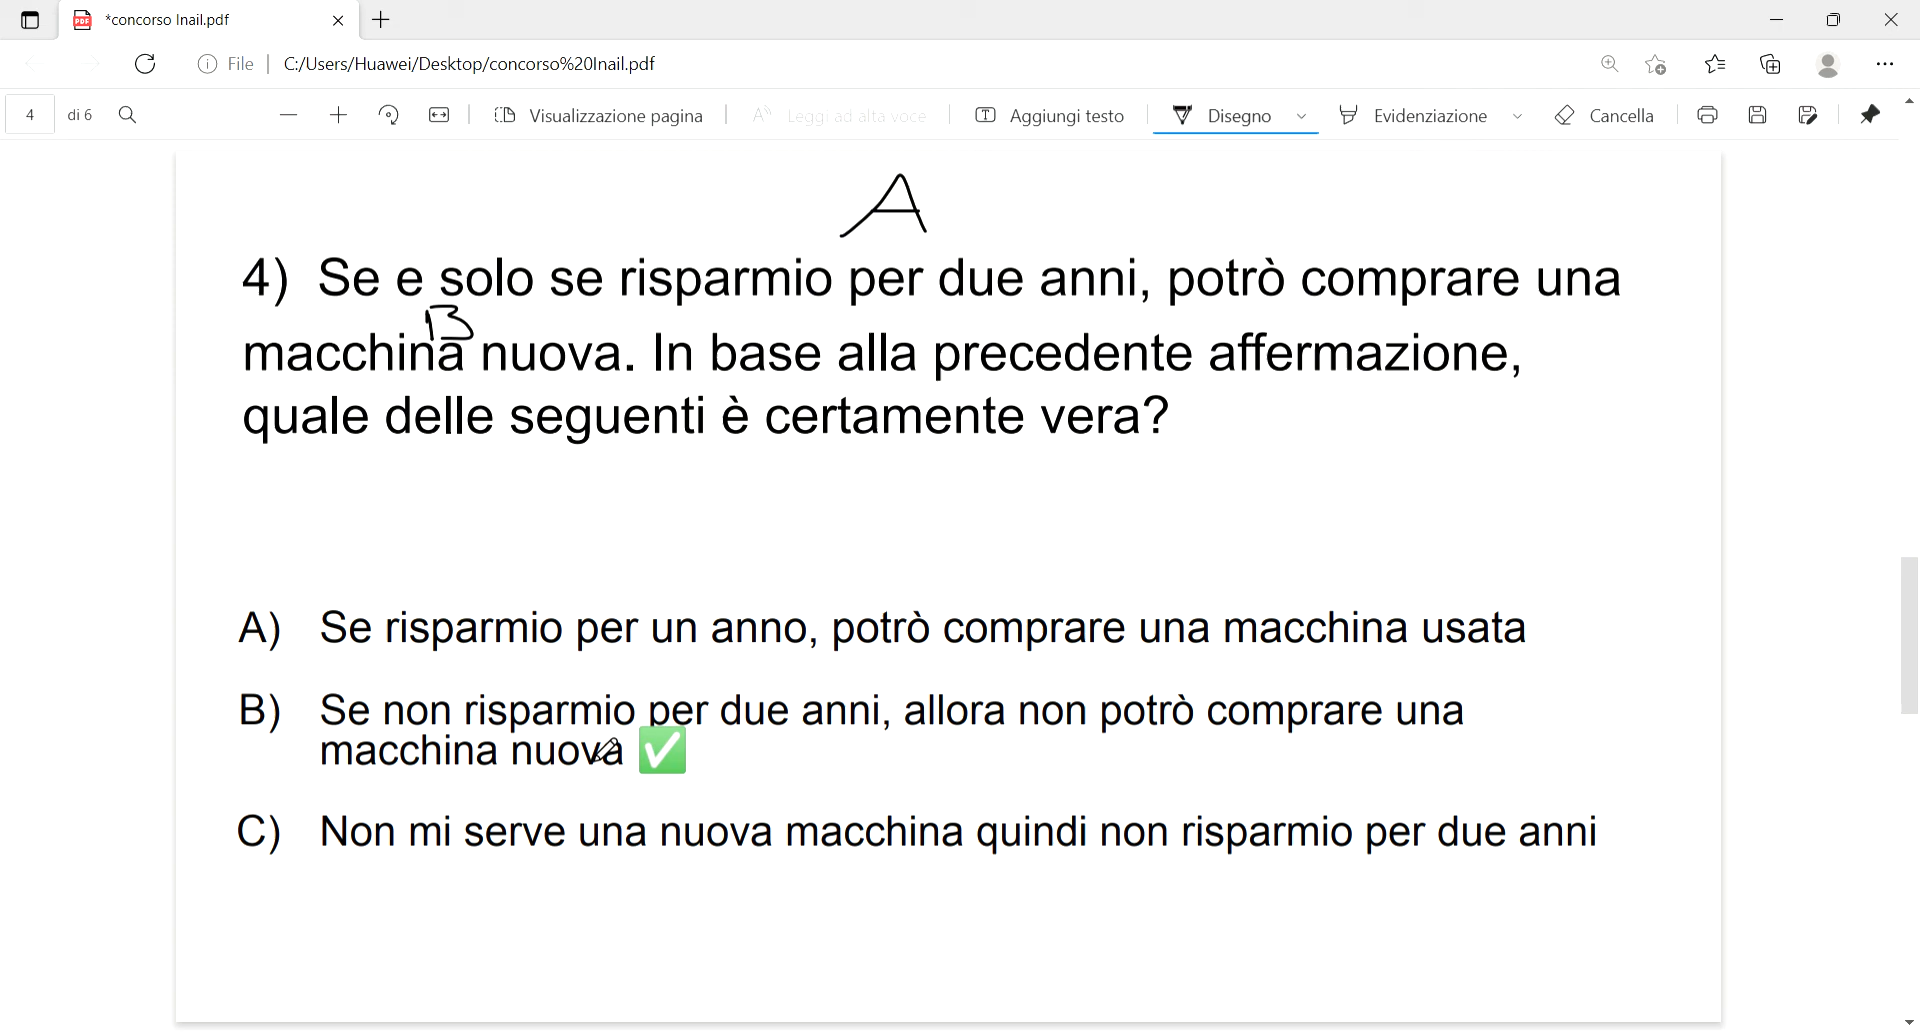 *concorso Inail.pdf
File | C:/Users/Huawei/Desktop/concorso%20Inail.pdf
4 di 6 Visualizzazione pagina Leggi ad alta voce Aggiungi testo Disegno Evidenziazione Cancella
A
4) Se e solo se risparmio per due anni, potrò comprare una
B
macchina nuova. In base alla precedente affermazione,
quale delle seguenti è certamente vera?
A) Se risparmio per un anno, potrò comprare una macchina usata
B) Se non risparmio per due anni, allora non potrò comprare una
macchina nuova ✅
C) Non mi serve una nuova macchina quindi non risparmio per due anni